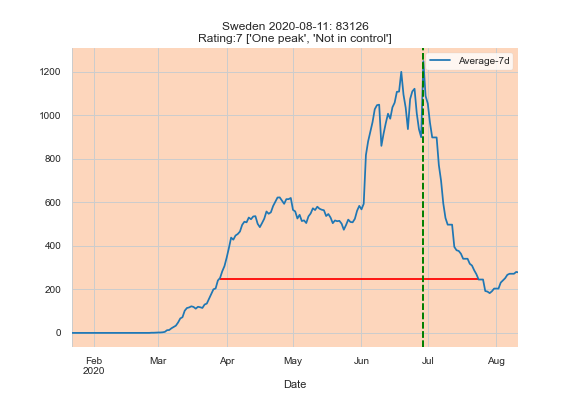 Sweden 2020-08-11: 83126
Rating:7 ['One peak', 'Not in control']
Average-7d
1200
1000
800
600
400
200
0
Feb Mar Apr May Jun Jul Aug
2020
Date